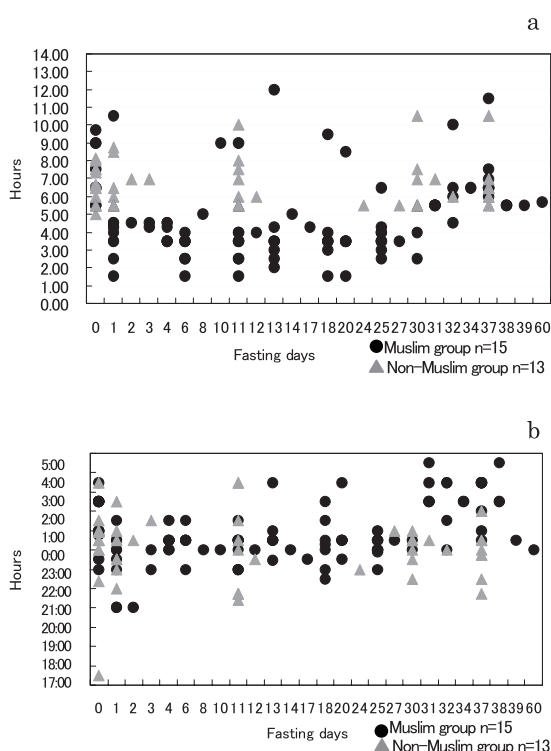 a
14.00
13.00
12.00
11.00
10.00
9.00
8.00
7.00
6.00
5.00
4.00
3.00
2.00
1.00
0.00
Hours
0 1 2 3 4 6 8 10 11 12 13 14 17 18 20 24 25 27 30 31 32 34 37 38 39 60
Fasting days
Muslim group n=15
Non-Muslim group n=13
b
5:00
3:00
2:00
1:00
0:00
23:00
22:00
21:00
20:00
19:00
18:00
17:00
Hours
0 1 2 3 4 6 8 10 11 12 13 14 17 18 20 24 25 27 30 31 32 34 37 38 39 60
Fasting days
Muslim group n=15
Non-Muslim group n=13